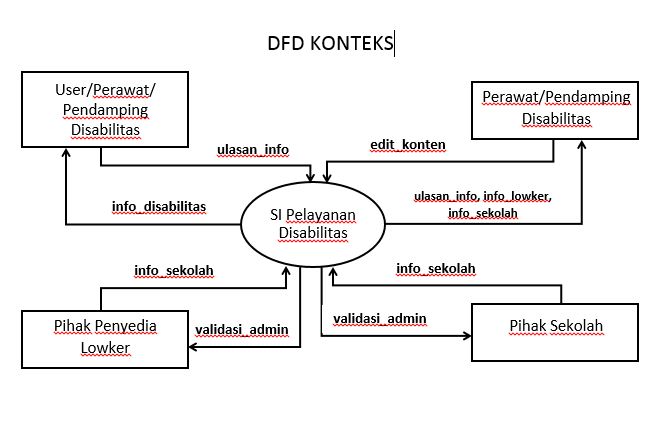 DFD KONTEKS
User/Perawat/
Pendamping
Disabilitas
Perawat/Pendamping
Disabilitas
ulasan_info
edit_konten
info_disabilitas
SI Pelayanan
Disabilitas
ulasan_info, info_lowker,
info_sekolah
info_sekolah
info_sekolah
Pihak Penyedia
Lowker
validasi_admin
validasi_admin
Pihak Sekolah